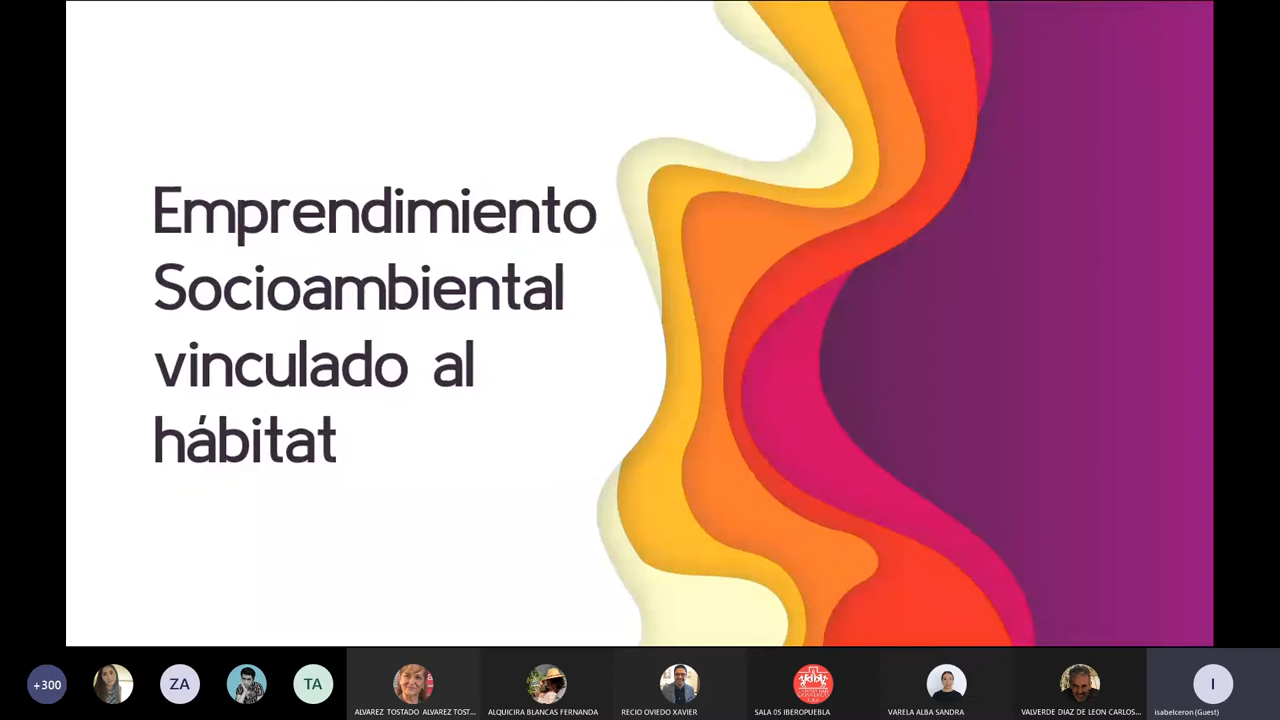 Emprendimiento
Socioambiental
vinculado al
hábitat
+300
ZA
TA
I
ALVAREZ TOSTADO ALVAREZ TOST...
ALQUICIRA BLANCAS FERNANDA
RECIO OVIEDO XAVIER
SALA 05 IBEROPUEBLA
VARELA ALBA SANDRA
VALVERDE DIAZ DE LEON CARLOS...
isabelceron (Guest)